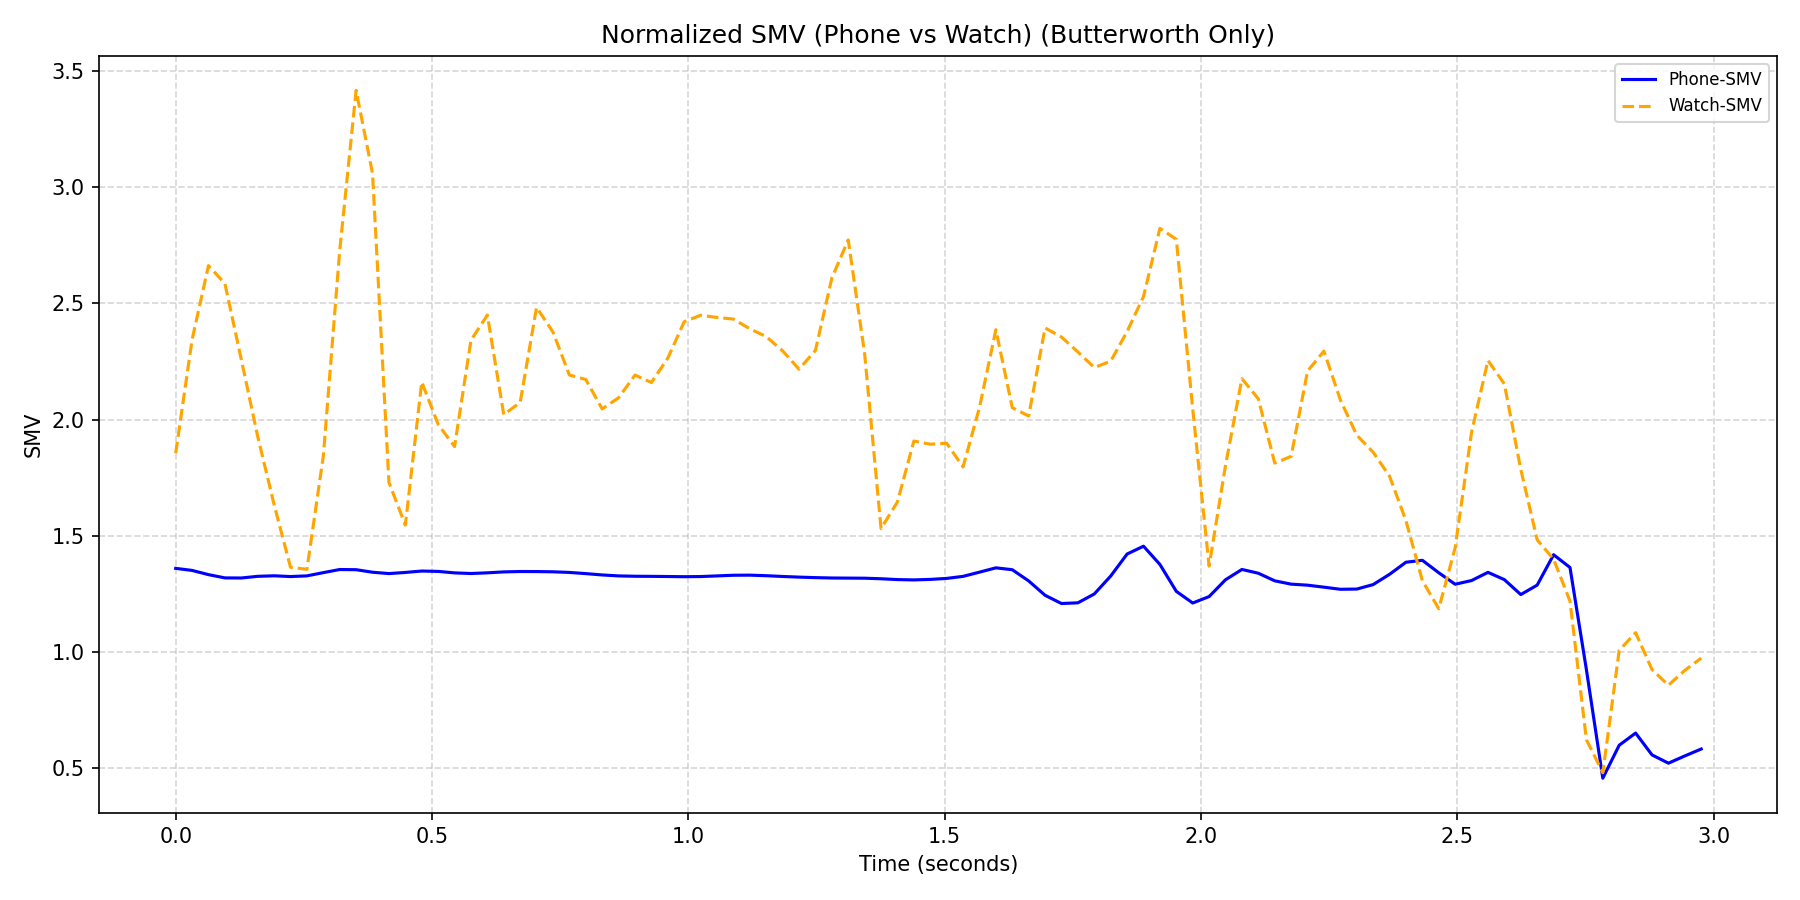 Normalized SMV (Phone vs Watch) (Butterworth Only)
Phone-SMV
Watch-SMV
3.5
3.0
2.5
2.0
1.5
1.0
0.5
SMV
0.0 0.5 1.0 1.5 2.0 2.5 3.0
Time (seconds)